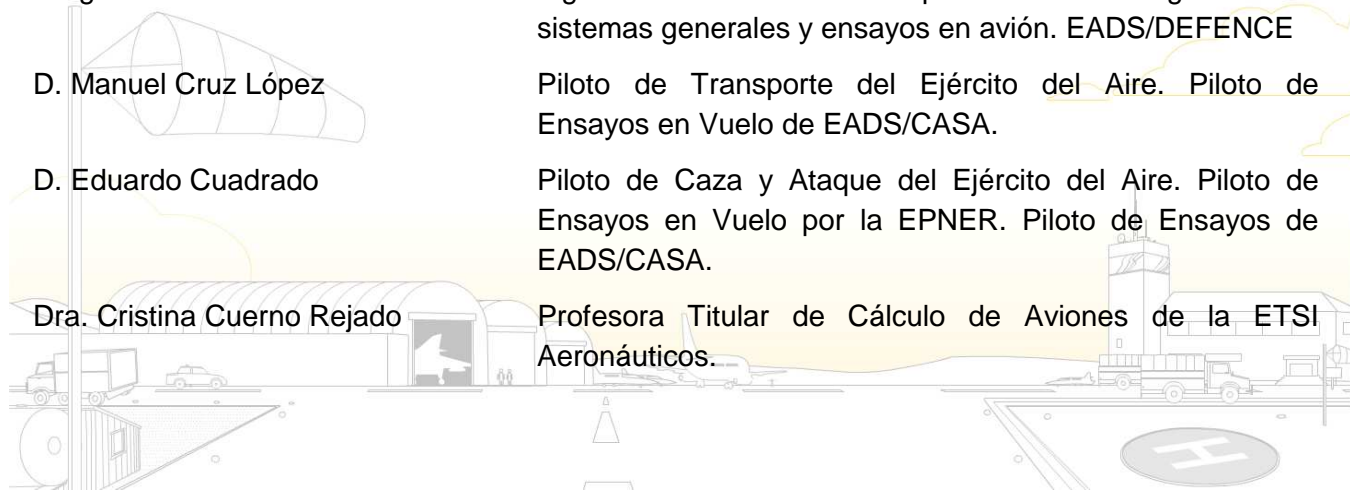 sistemas generales y ensayos en avión. EADS/DEFENCE
D. Manuel Cruz López
Piloto de Transporte del Ejército del Aire. Piloto de
Ensayos en Vuelo de EADS/CASA.
D. Eduardo Cuadrado
Piloto de Caza y Ataque del Ejército del Aire. Piloto de
Ensayos en Vuelo por la EPNER. Piloto de Ensayos de
EADS/CASA.
Dra. Cristina Cuerno Rejado
Profesora Titular de Cálculo de Aviones de la ETSI
Aeronáuticos.
H